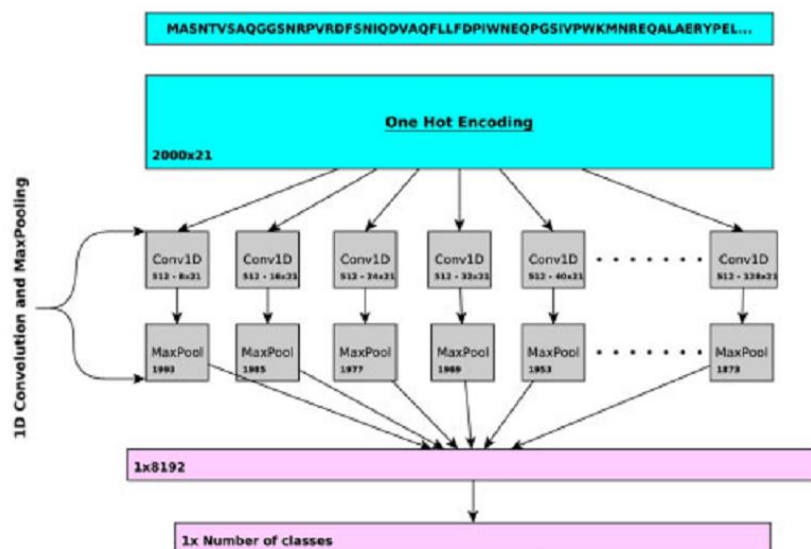 MASNTVSAQGGSNRPVRDFSNIQDVAQFLLFDPIWNEQPGSIVPWKMNREQALAERYPEL...
One Hot Encoding
2000x21
1D Convolution and MaxPooling
Conv1D
512 - 8x21
Conv1D
512 - 16x21
Conv1D
512 - 24x21
Conv1D
512 - 32x21
Conv1D
512 - 40x21
Conv1D
512 - 128x21
MaxPool
1993
MaxPool
1985
MaxPool
1977
MaxPool
1969
MaxPool
1953
MaxPool
1873
1x8192
1x Number of classes